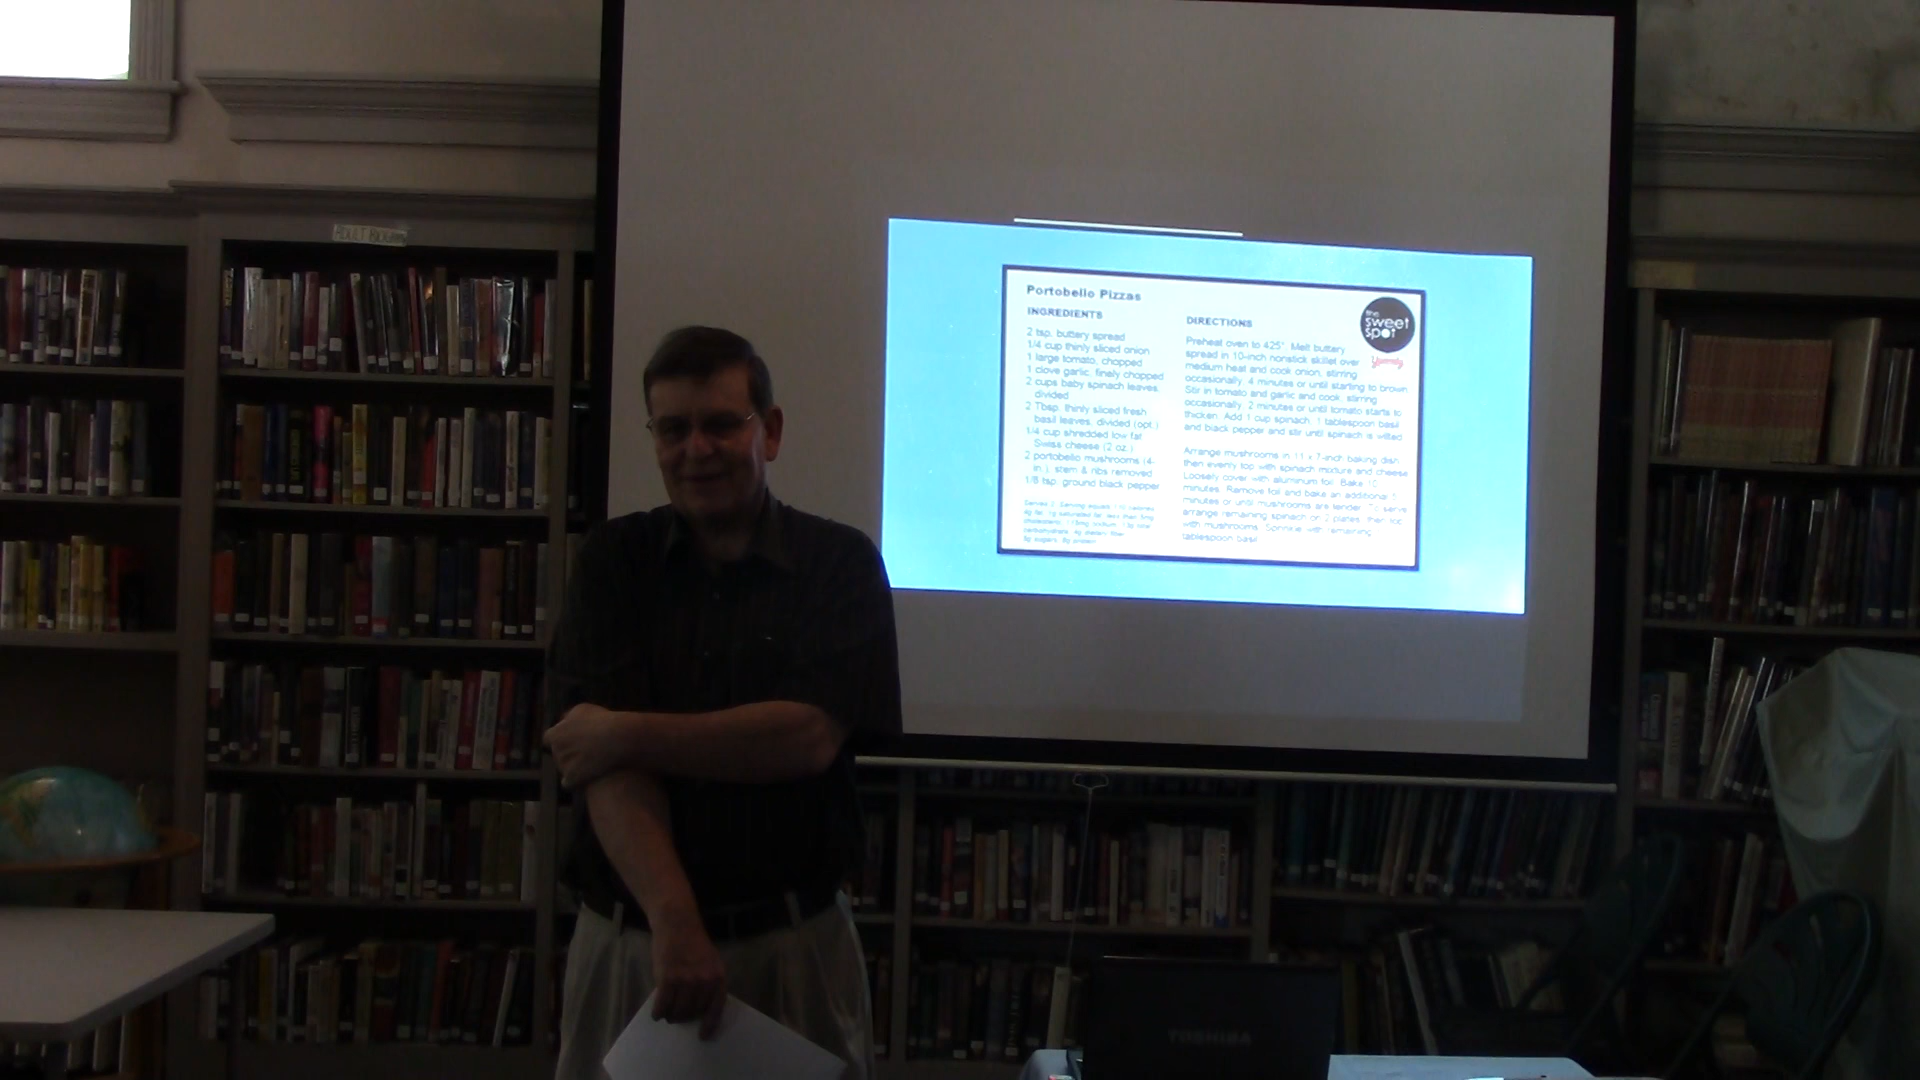 ADULT BIOGRAPHY
Portobello Pizzas
INGREDIENTS
2 tsp. buttery spread
1/4 cup thinly sliced onion
1 large tomato, chopped
1 clove garlic, finely chopped
2 cups baby spinach leaves,
divided
2 Tbsp. thinly sliced fresh
basil leaves, divided (opt.)
1/4 cup shredded low fat
Swiss cheese (2 oz.)
2 portobello mushrooms (4-
in.), stem & ribs removed
1/8 tsp. ground black pepper
the
sweet
spot
Yummly
DIRECTIONS
Preheat oven to 425°. Melt buttery
spread in 10-inch nonstick skillet over
medium heat and cook onion, stirring
occasionally, 4 minutes or until starting to brown.
Stir in tomato and garlic and cook, stirring
occasionally, 2 minutes or until tomato starts to
thicken. Add 1 cup spinach, 1 tablespoon basil
and black pepper and stir until spinach is wilted.
Arrange mushrooms in 11 x 7-inch baking dish,
then evenly top with spinach mixture and cheese.
Loosely cover with aluminum foil. Bake 10
minutes. Remove foil and bake an additional 5
minutes or until mushrooms are tender. To serve,
arrange remaining spinach on 2 plates, then top
with mushrooms. Sprinkle with remaining
tablespoon basil.
TOSHIBA